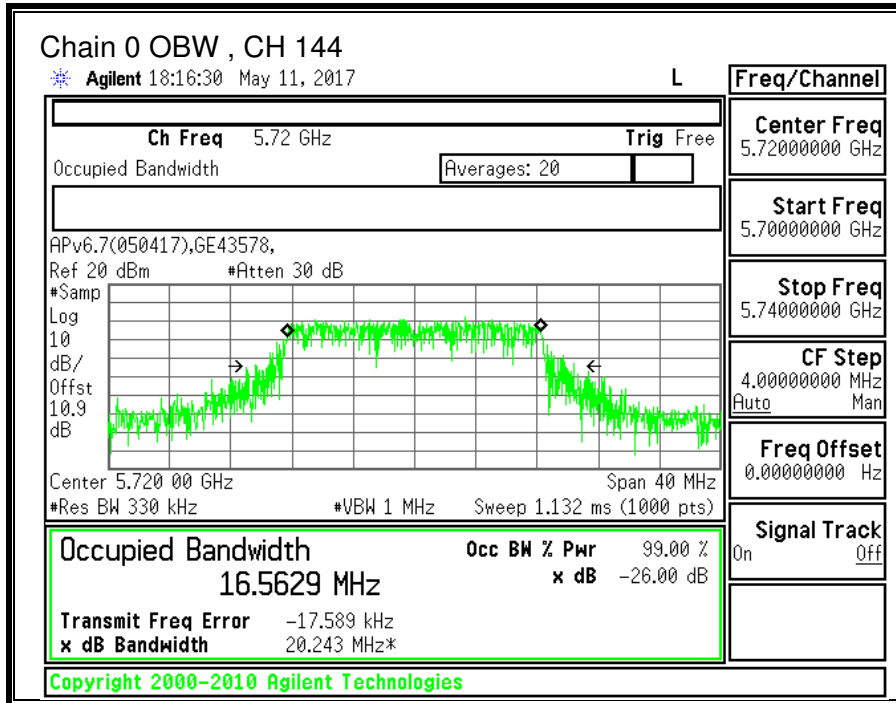 Chain 0 OBW , CH 144
Agilent 18:16:30 May 11, 2017 L
Freq/Channel
Ch Freq 5.72 GHz Trig Free
Occupied Bandwidth Averages: 20
APv6.7(050417),GE43578,
Ref 20 dBm #Atten 30 dB
#Samp
Log
10
dB/
Offst
10.9
dB
Center 5.720 00 GHz Span 40 MHz
#Res BW 330 kHz #VBW 1 MHz Sweep 1.132 ms (1000 pts)
Occupied Bandwidth Occ BW % Pwr 99.00 %
16.5629 MHz x dB -26.00 dB
Transmit Freq Error -17.589 kHz
x dB Bandwidth 20.243 MHz*
Copyright 2000-2010 Agilent Technologies
Center Freq
5.72000000 GHz
Start Freq
5.70000000 GHz
Stop Freq
5.74000000 GHz
CF Step
4.00000000 MHz
Auto Man
Freq Offset
0.00000000 Hz
Signal Track
On Off